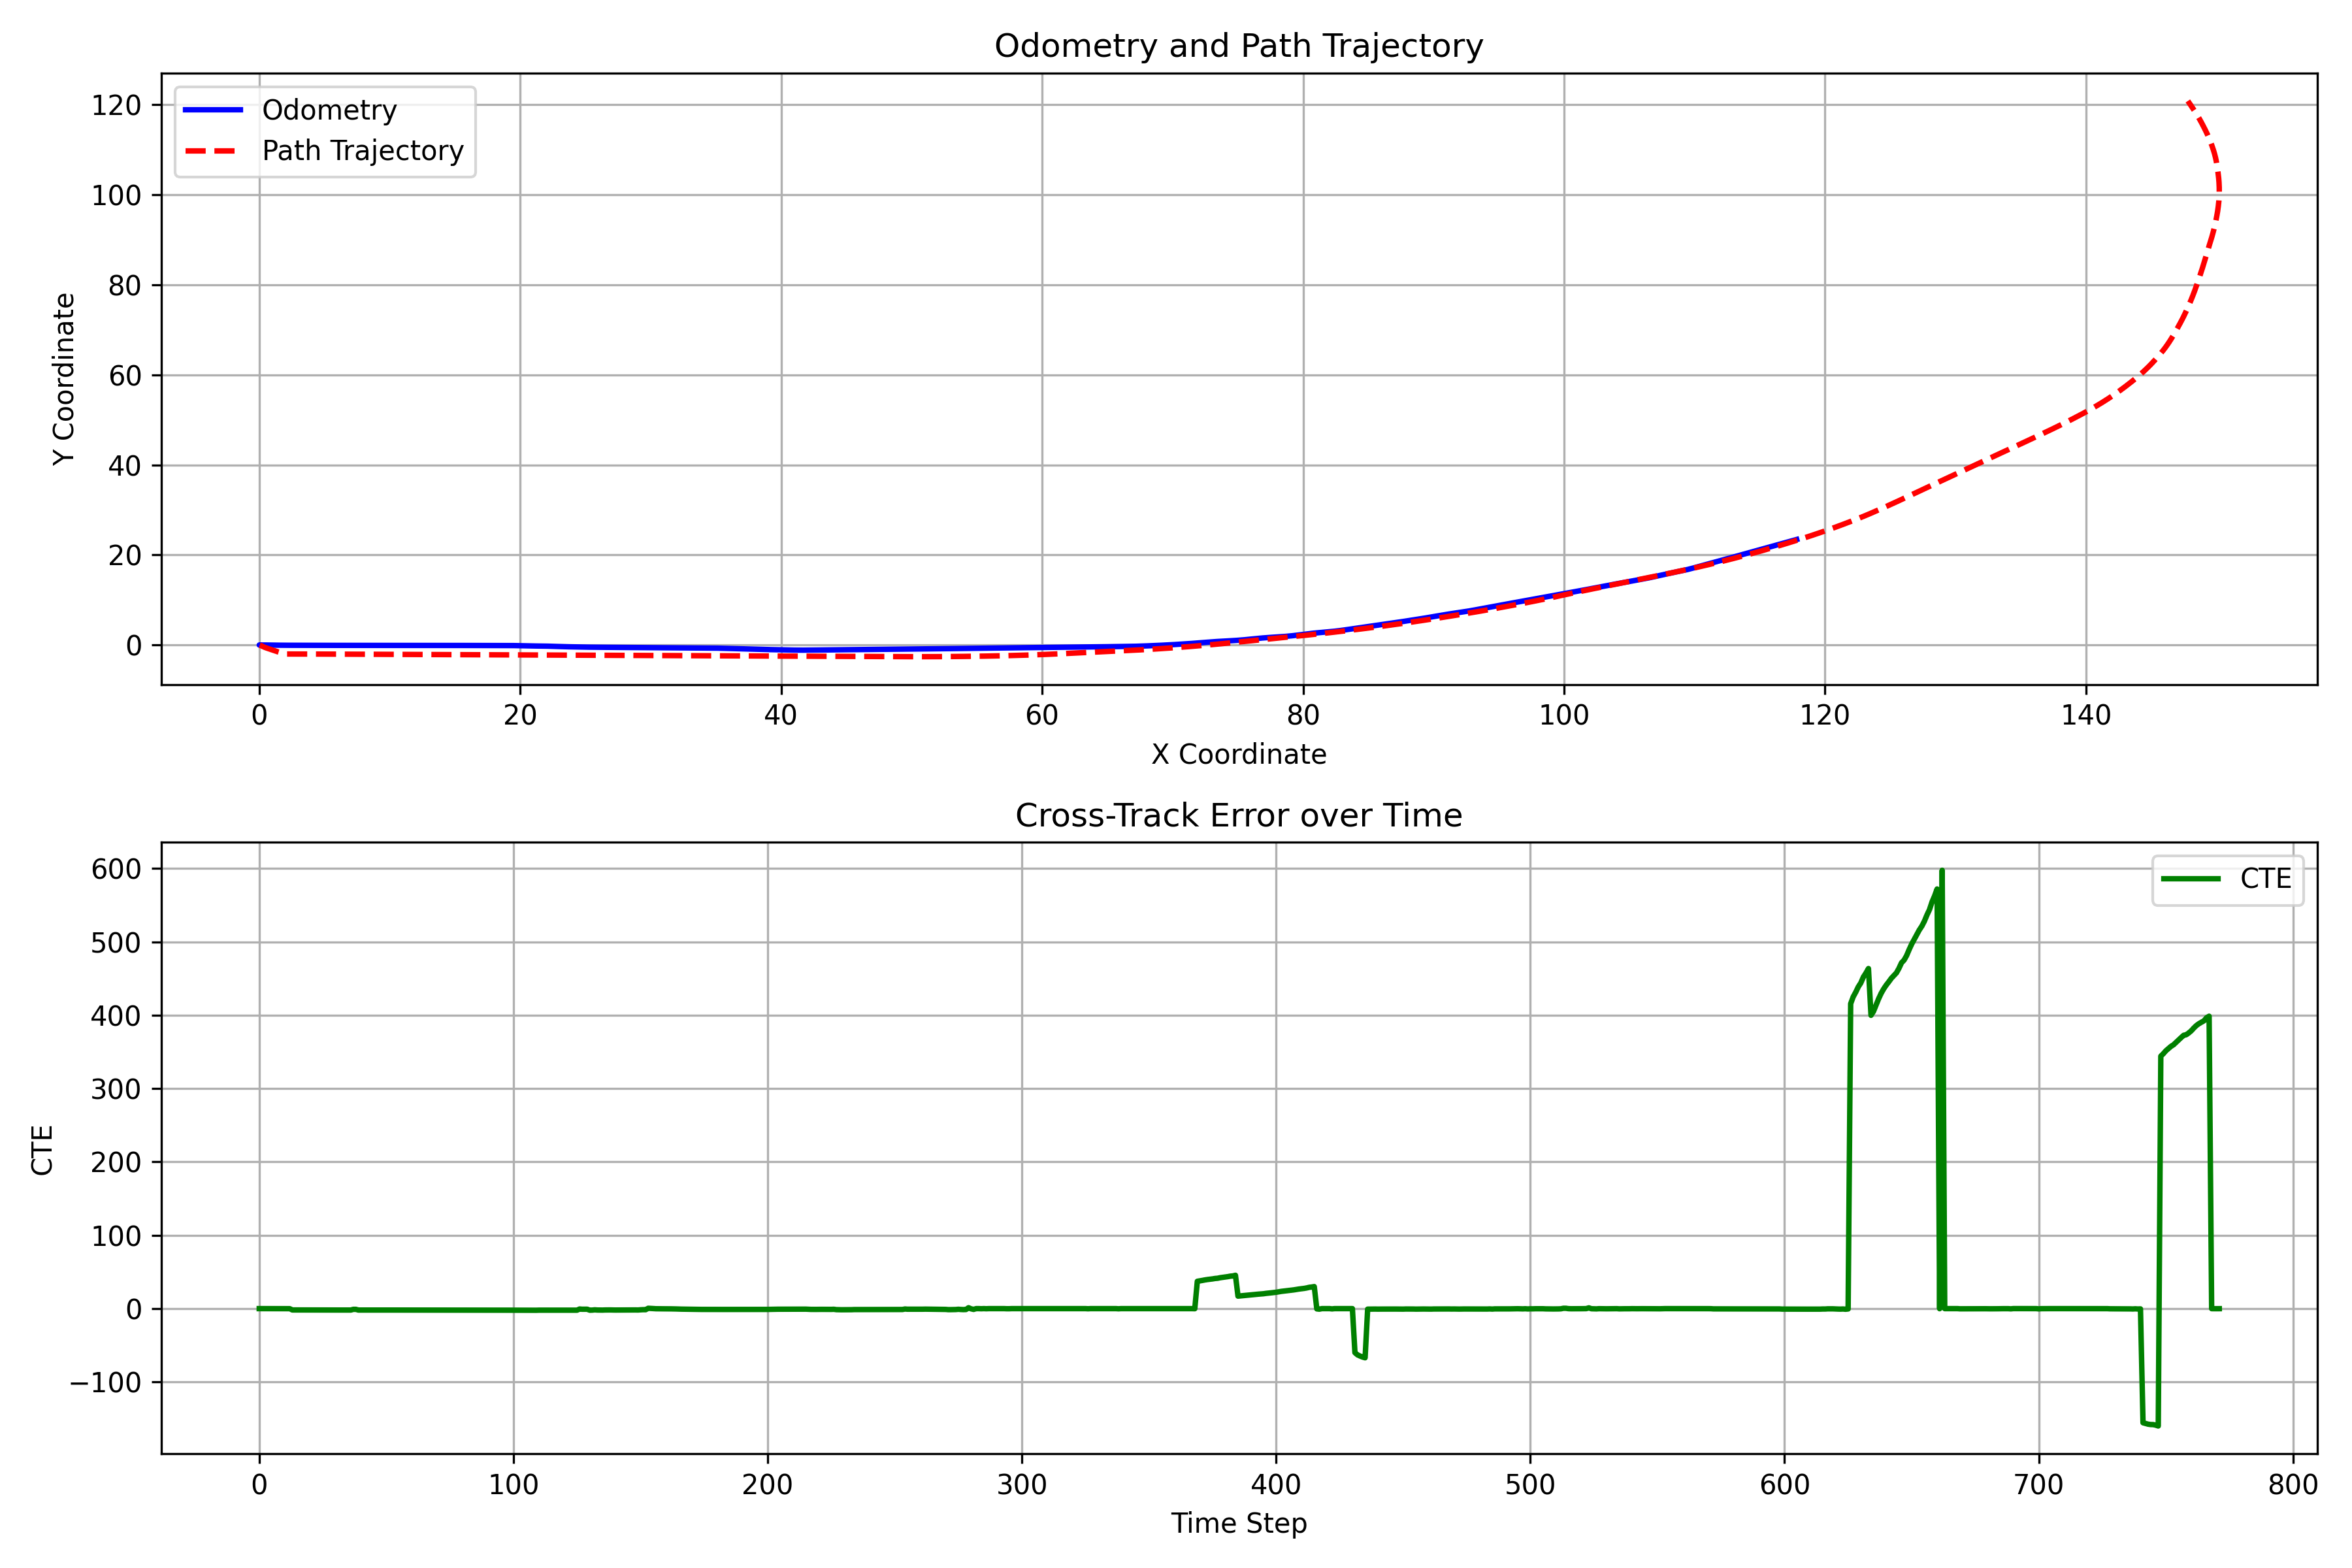 Odometry and Path Trajectory
Odometry
Path Trajectory
120
100
80
60
40
20
0
Y Coordinate
0 20 40 60 80 100 120 140
X Coordinate
Cross-Track Error over Time
CTE
600
500
400
300
200
100
0
−100
CTE
0 100 200 300 400 500 600 700 800
Time Step